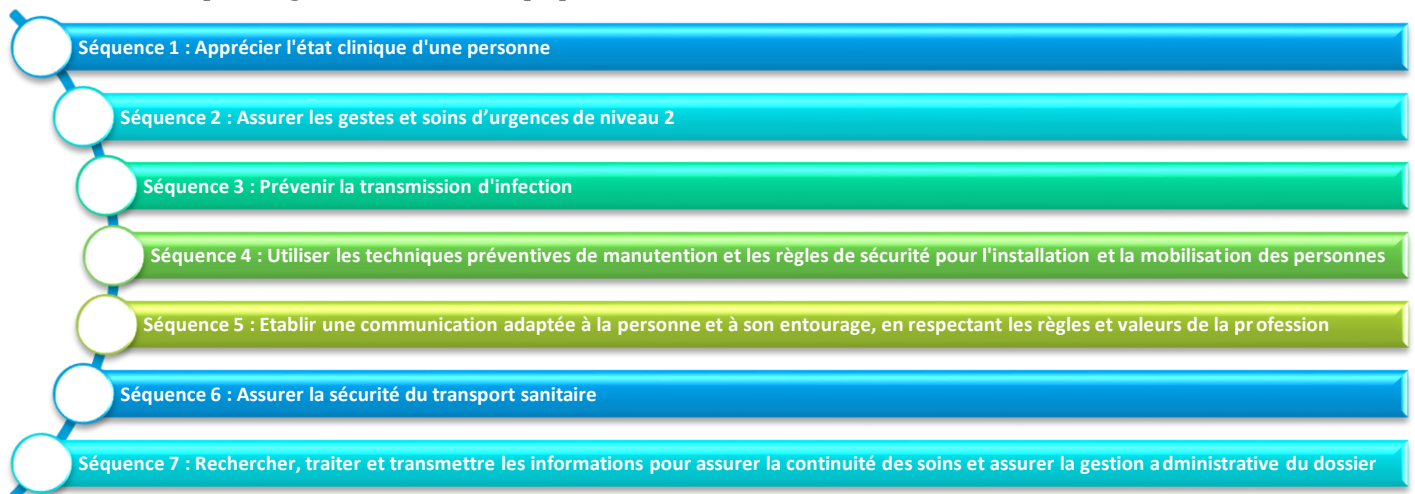 Séquence 1 : Apprécier l'état clinique d'une personne
Séquence 2 : Assurer les gestes et soins d’urgences de niveau 2
Séquence 3 : Prévenir la transmission d'infection
Séquence 4 : Utiliser les techniques préventives de manutention et les règles de sécurité pour l'installation et la mobilisation des personnes
Séquence 5 : Etablir une communication adaptée à la personne et à son entourage, en respectant les règles et valeurs de la profession
Séquence 6 : Assurer la sécurité du transport sanitaire
Séquence 7 : Rechercher, traiter et transmettre les informations pour assurer la continuité des soins et assurer la gestion administrative du dossier